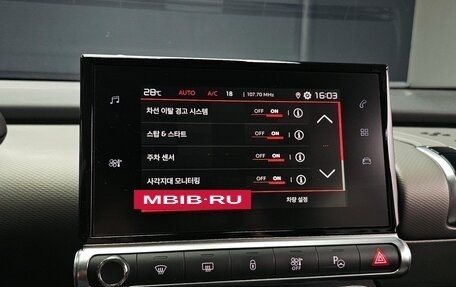 28°C AUTO A/C 18 107.70 MHz 16:03
차선 이탈 경고 시스템 OFF ON
스탑 & 스타트 OFF ON
주차 센서 OFF ON
사각지대 모니터링 OFF ON
MBIB-RU
차량 설정
OFF P